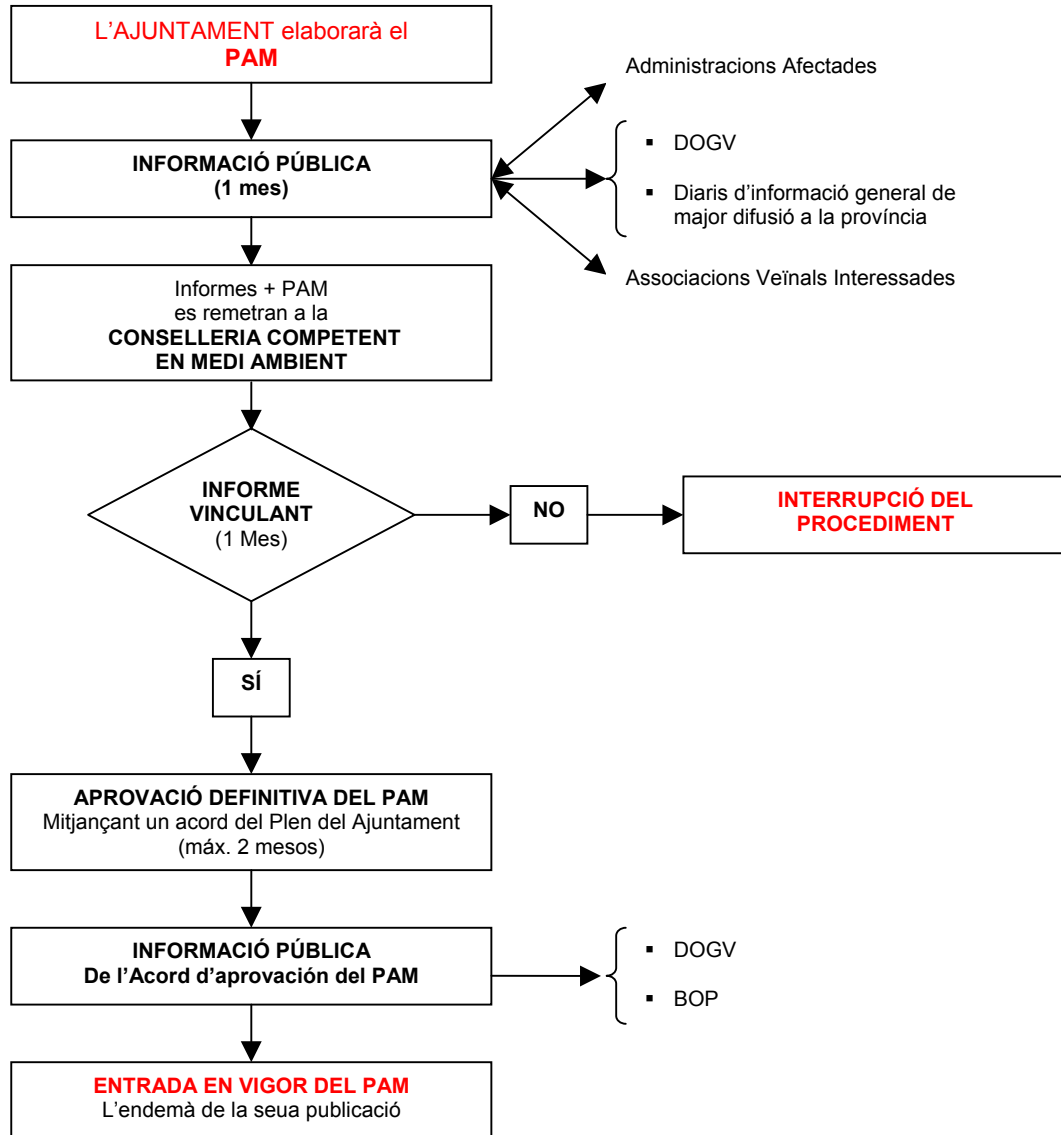 L'AJUNTAMENT elaborarà el
PAM
Administracions Afectades
INFORMACIÓ PÚBLICA
(1 mes)
▪ DOGV
▪ Diaris d'informació general de
major difusió a la província
Associacions Veïnals Interessades
Informes + PAM
es remetran a la
CONSELLERIA COMPETENT
EN MEDI AMBIENT
INFORME
VINCULANT
(1 Mes)
NO
INTERRUPCIÓ DEL
PROCEDIMENT
SÍ
APROVACIÓ DEFINITIVA DEL PAM
Mitjançant un acord del Plen del Ajuntament
(máx. 2 mesos)
INFORMACIÓ PÚBLICA
De l'Acord d'aprovación del PAM
▪ DOGV
▪ BOP
ENTRADA EN VIGOR DEL PAM
L'endemà de la seua publicació